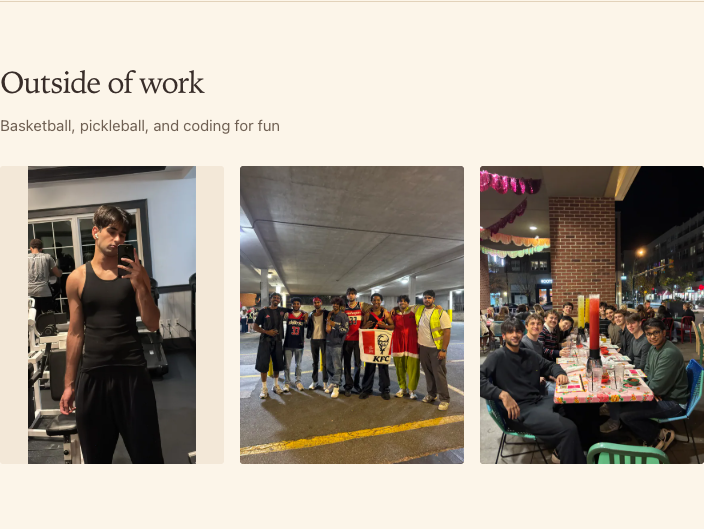 Outside of work
Basketball, pickleball, and coding for fun
KFC